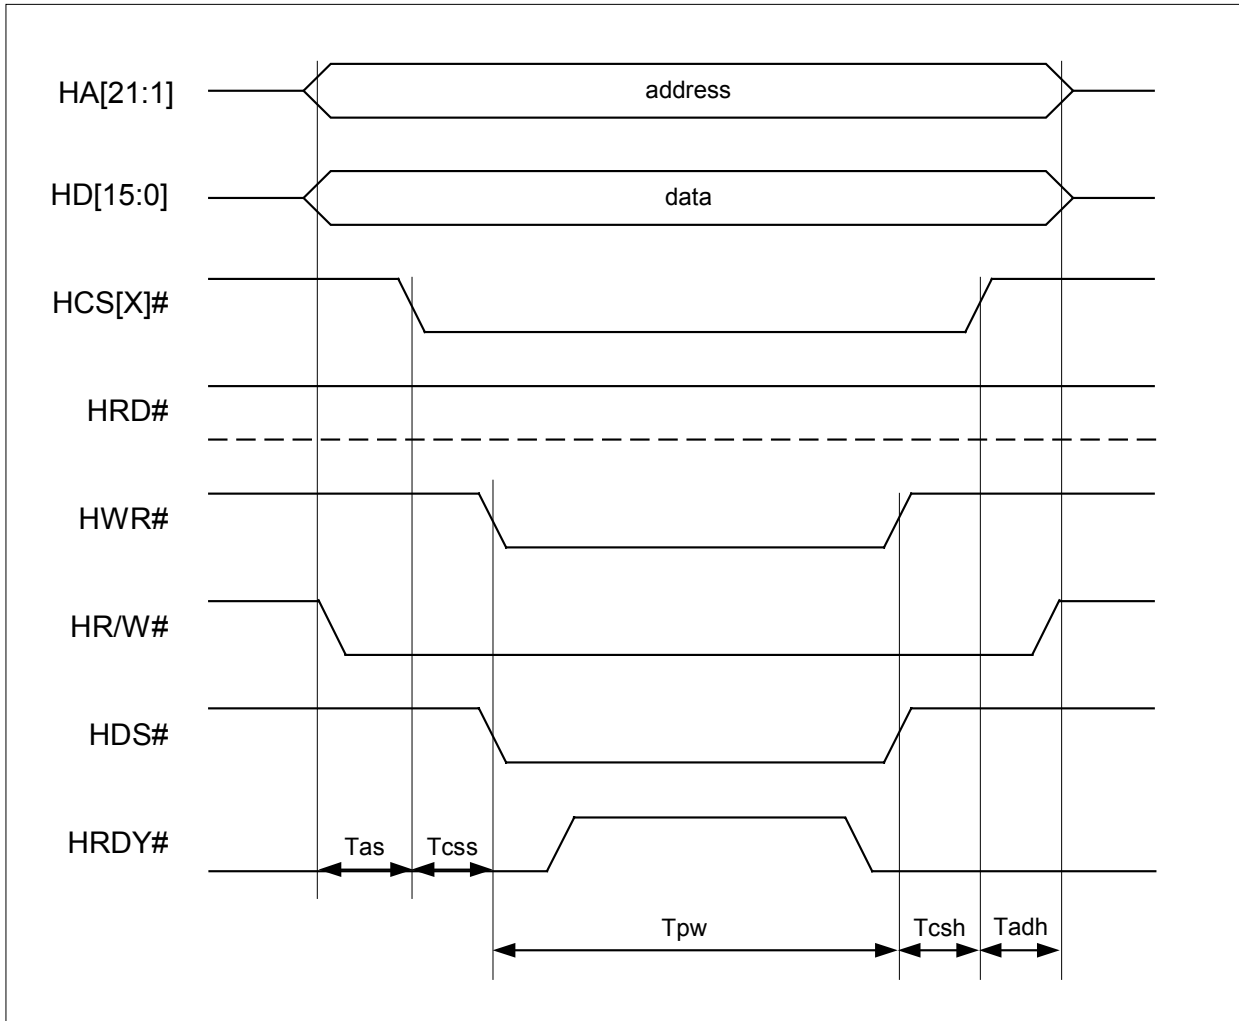 HA[21:1]
address
HD[15:0]
data
HCS[X]#
HRD#
HWR#
HR/W#
HDS#
HRDY#
Tas
Tcss
Tpw
Tcsh
Tadh